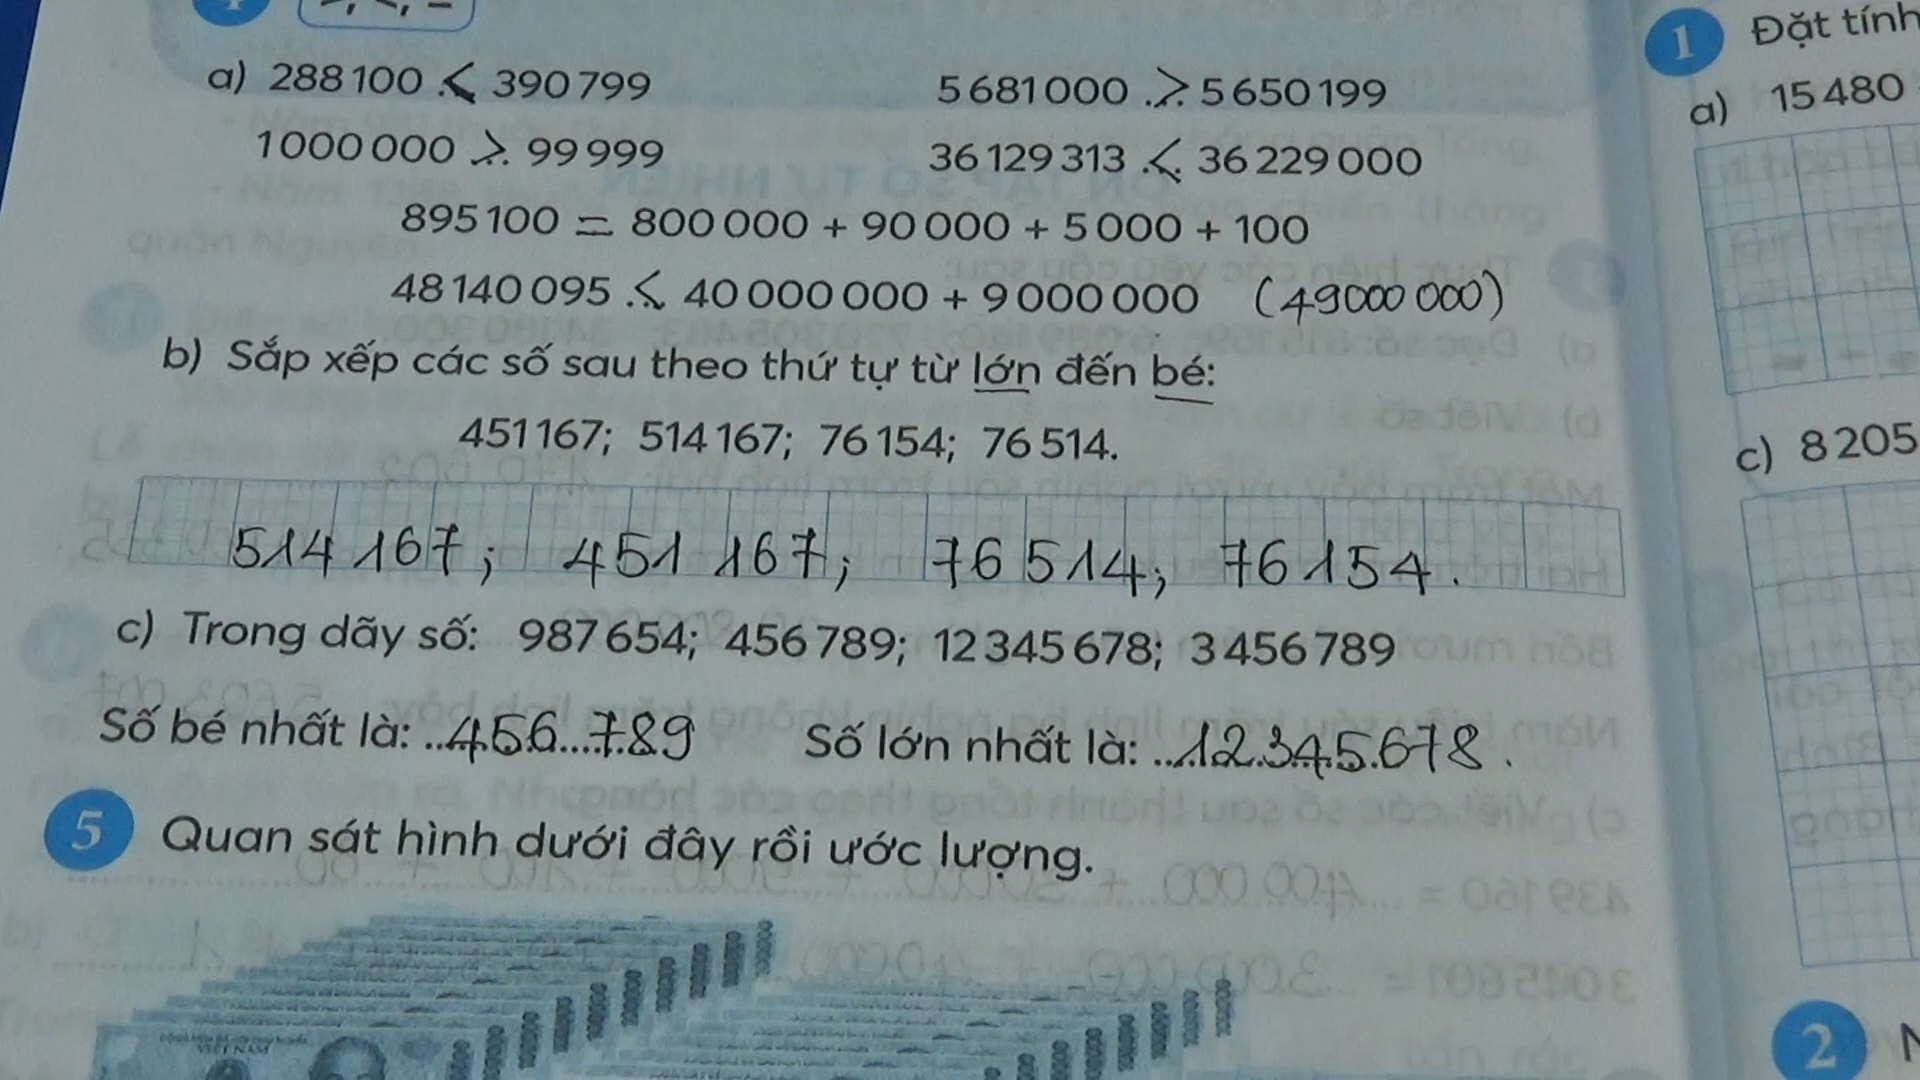 a) 288 100 < 390 799
5 681 000 > 5 650 199
1 000 000 > 99 999
36 129 313 < 36 229 000
895 100 = 800 000 + 90 000 + 5 000 + 100
48 140 095 < 40 000 000 + 9 000 000 (49 000 000)
b) Sắp xếp các số sau theo thứ tự từ lớn đến bé:
451 167; 514 167; 76 154; 76 514.
514 167; 451 167; 76 514; 76 154.
c) Trong dãy số: 987 654; 456 789; 12 345 678; 3 456 789
Số bé nhất là: 456 789
Số lớn nhất là: 12 345 678.
5 Quan sát hình dưới đây rồi ước lượng.
VIỆT NAM
1 Đặt tính
a) 15 480
c) 8 205
2